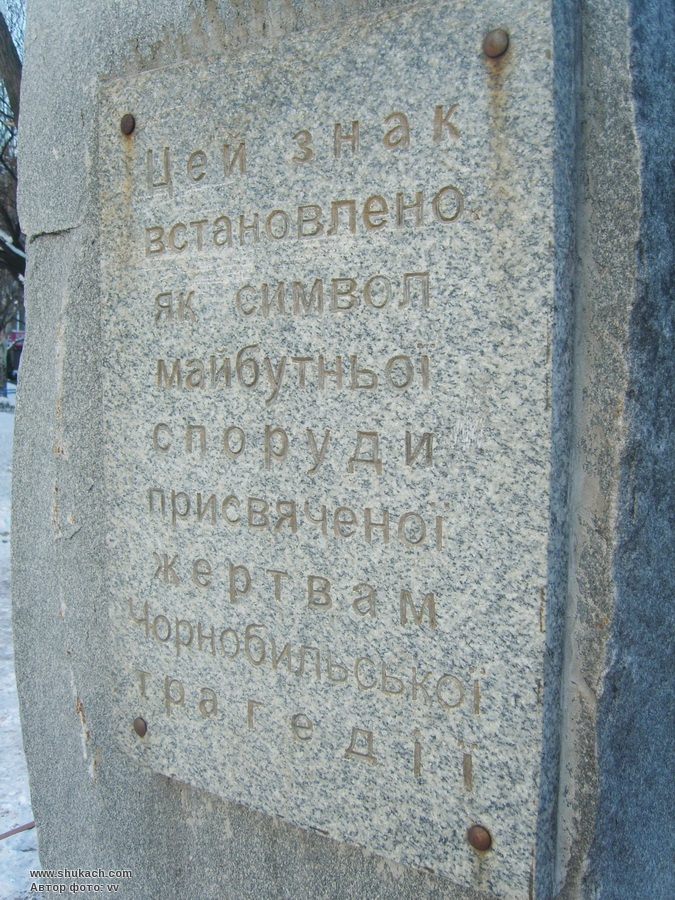 Цей знак
встановлено
як символ
майбутньої
споруди
присвяченої
жертвам
Чорнобильської
трагедії
www.shukach.com
Автор фото: vv